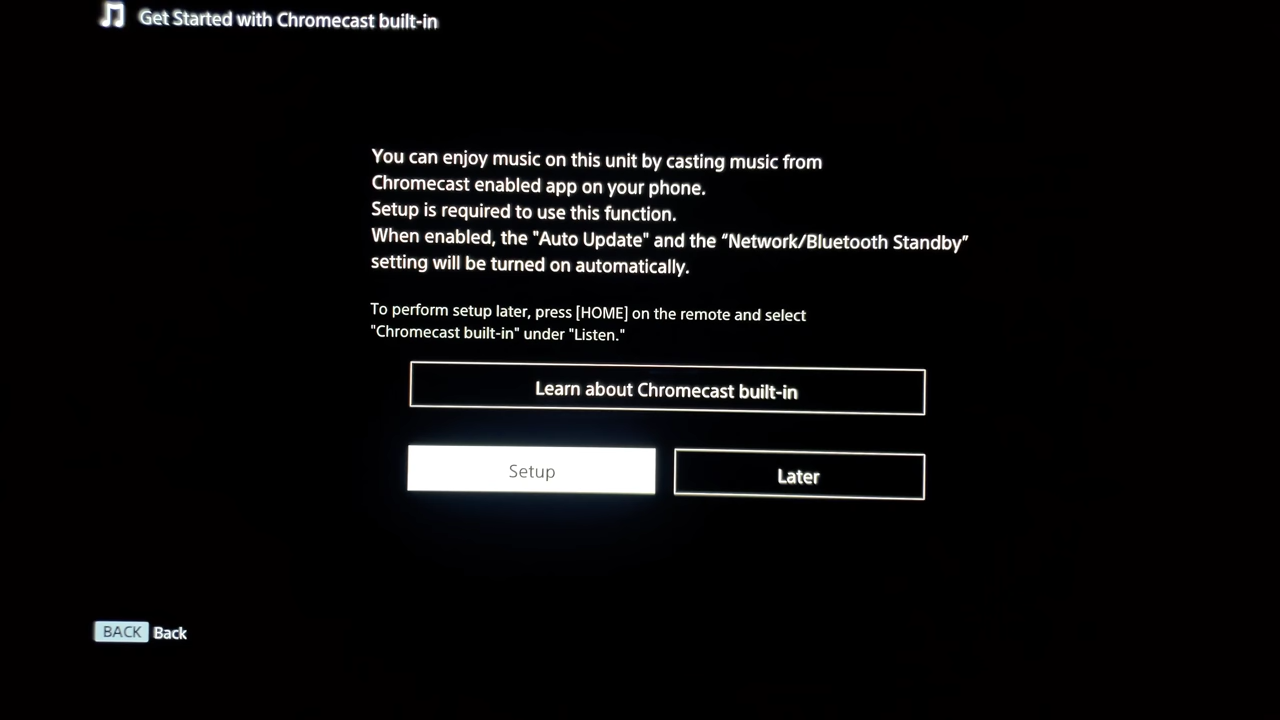 Get Started with Chromecast built-in
You can enjoy music on this unit by casting music from
Chromecast enabled app on your phone.
Setup is required to use this function.
When enabled, the "Auto Update" and the “Network/Bluetooth Standby”
setting will be turned on automatically.
To perform setup later, press [HOME] on the remote and select
"Chromecast built-in" under "Listen."
Learn about Chromecast built-in
Setup
Later
BACK Back